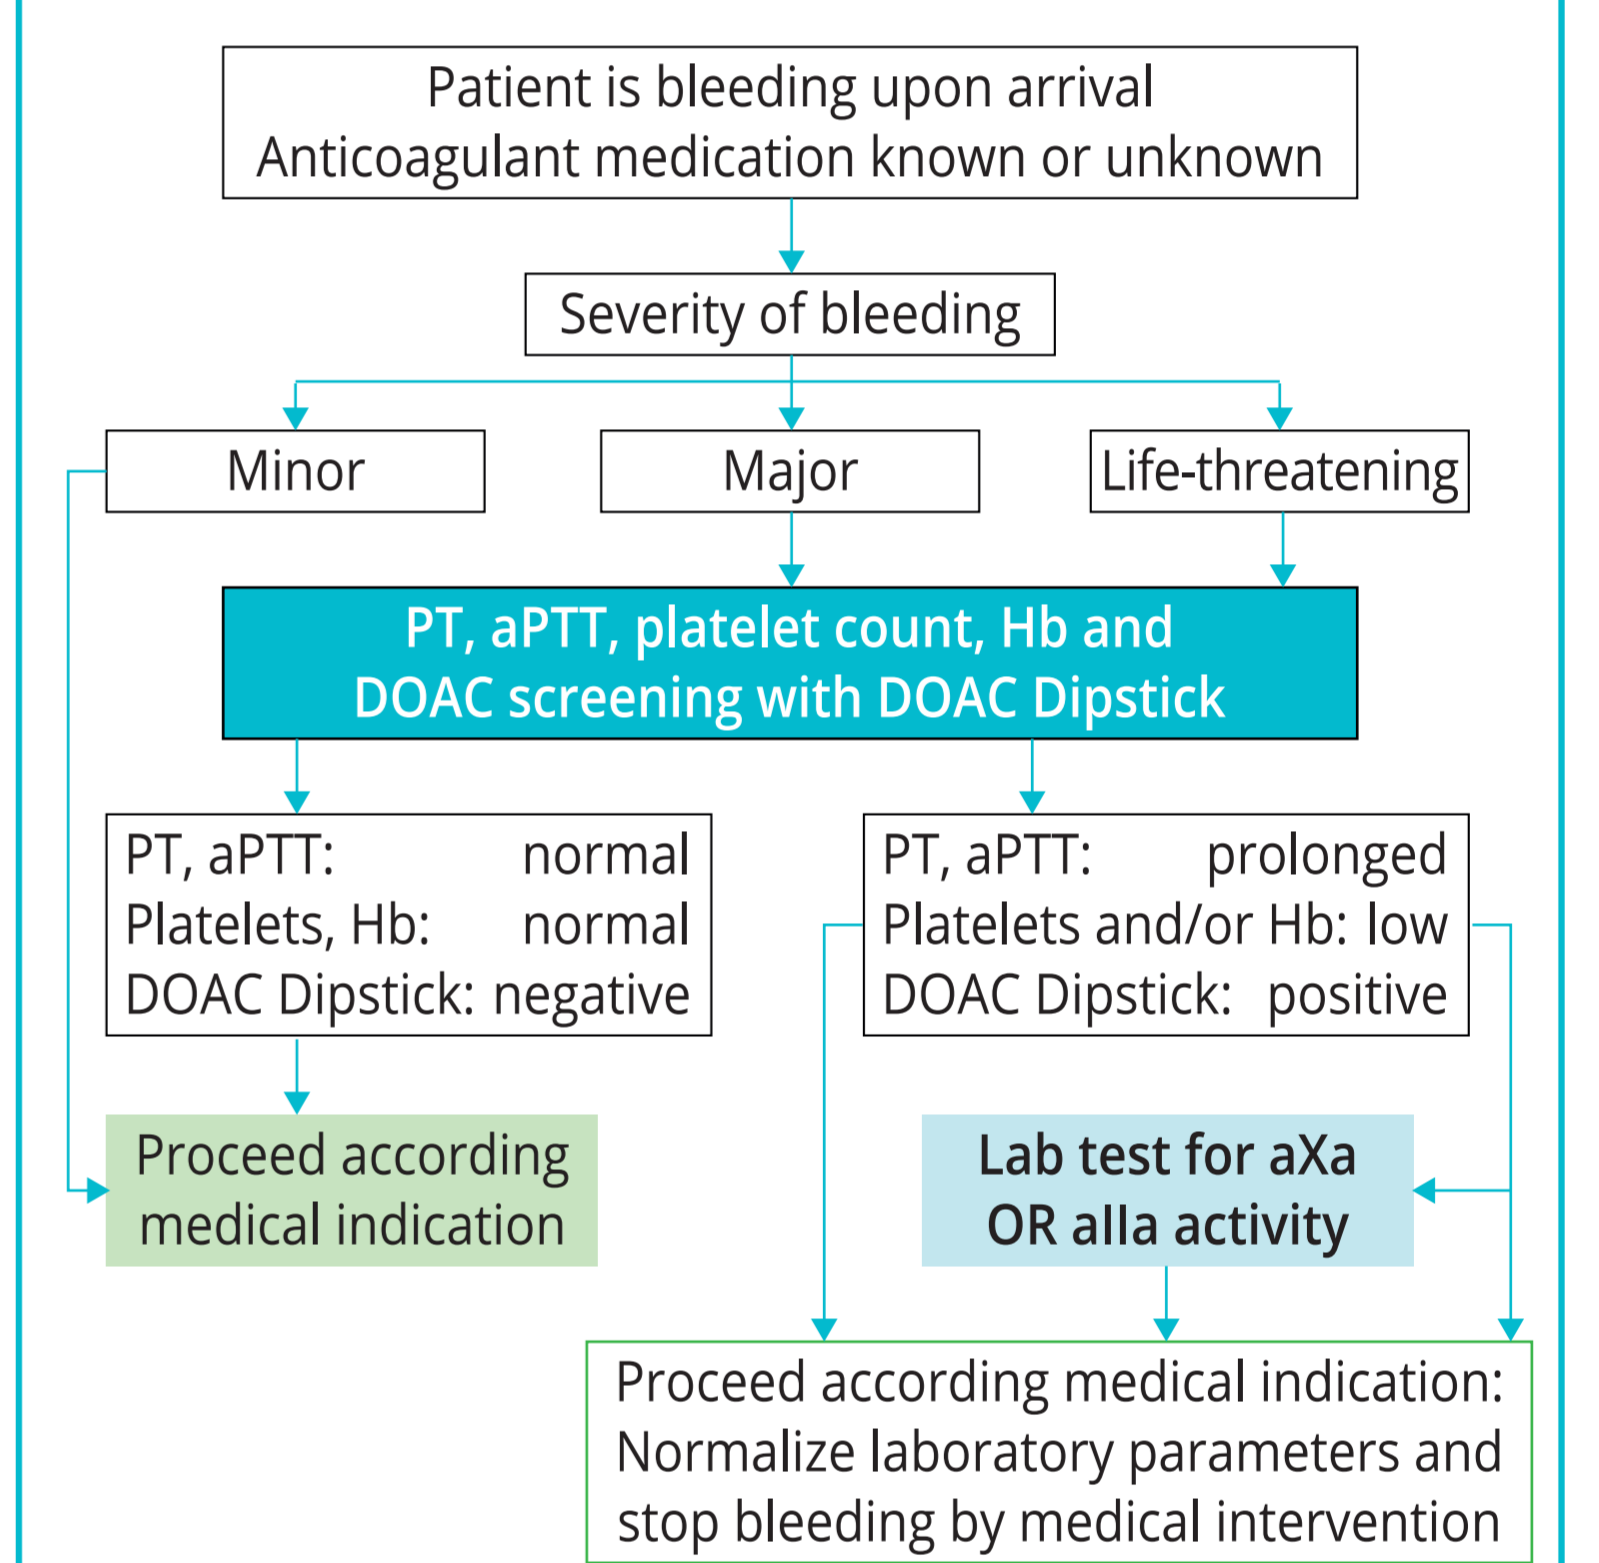 Patient is bleeding upon arrival
Anticoagulant medication known or unknown
Severity of bleeding
Minor
Major
Life-threatening
PT, aPTT, platelet count, Hb and
DOAC screening with DOAC Dipstick
PT, aPTT: normal
Platelets, Hb: normal
DOAC Dipstick: negative
PT, aPTT: prolonged
Platelets and/or Hb: low
DOAC Dipstick: positive
Proceed according
medical indication
Lab test for aXa
OR aIIa activity
Proceed according medical indication:
Normalize laboratory parameters and
stop bleeding by medical intervention